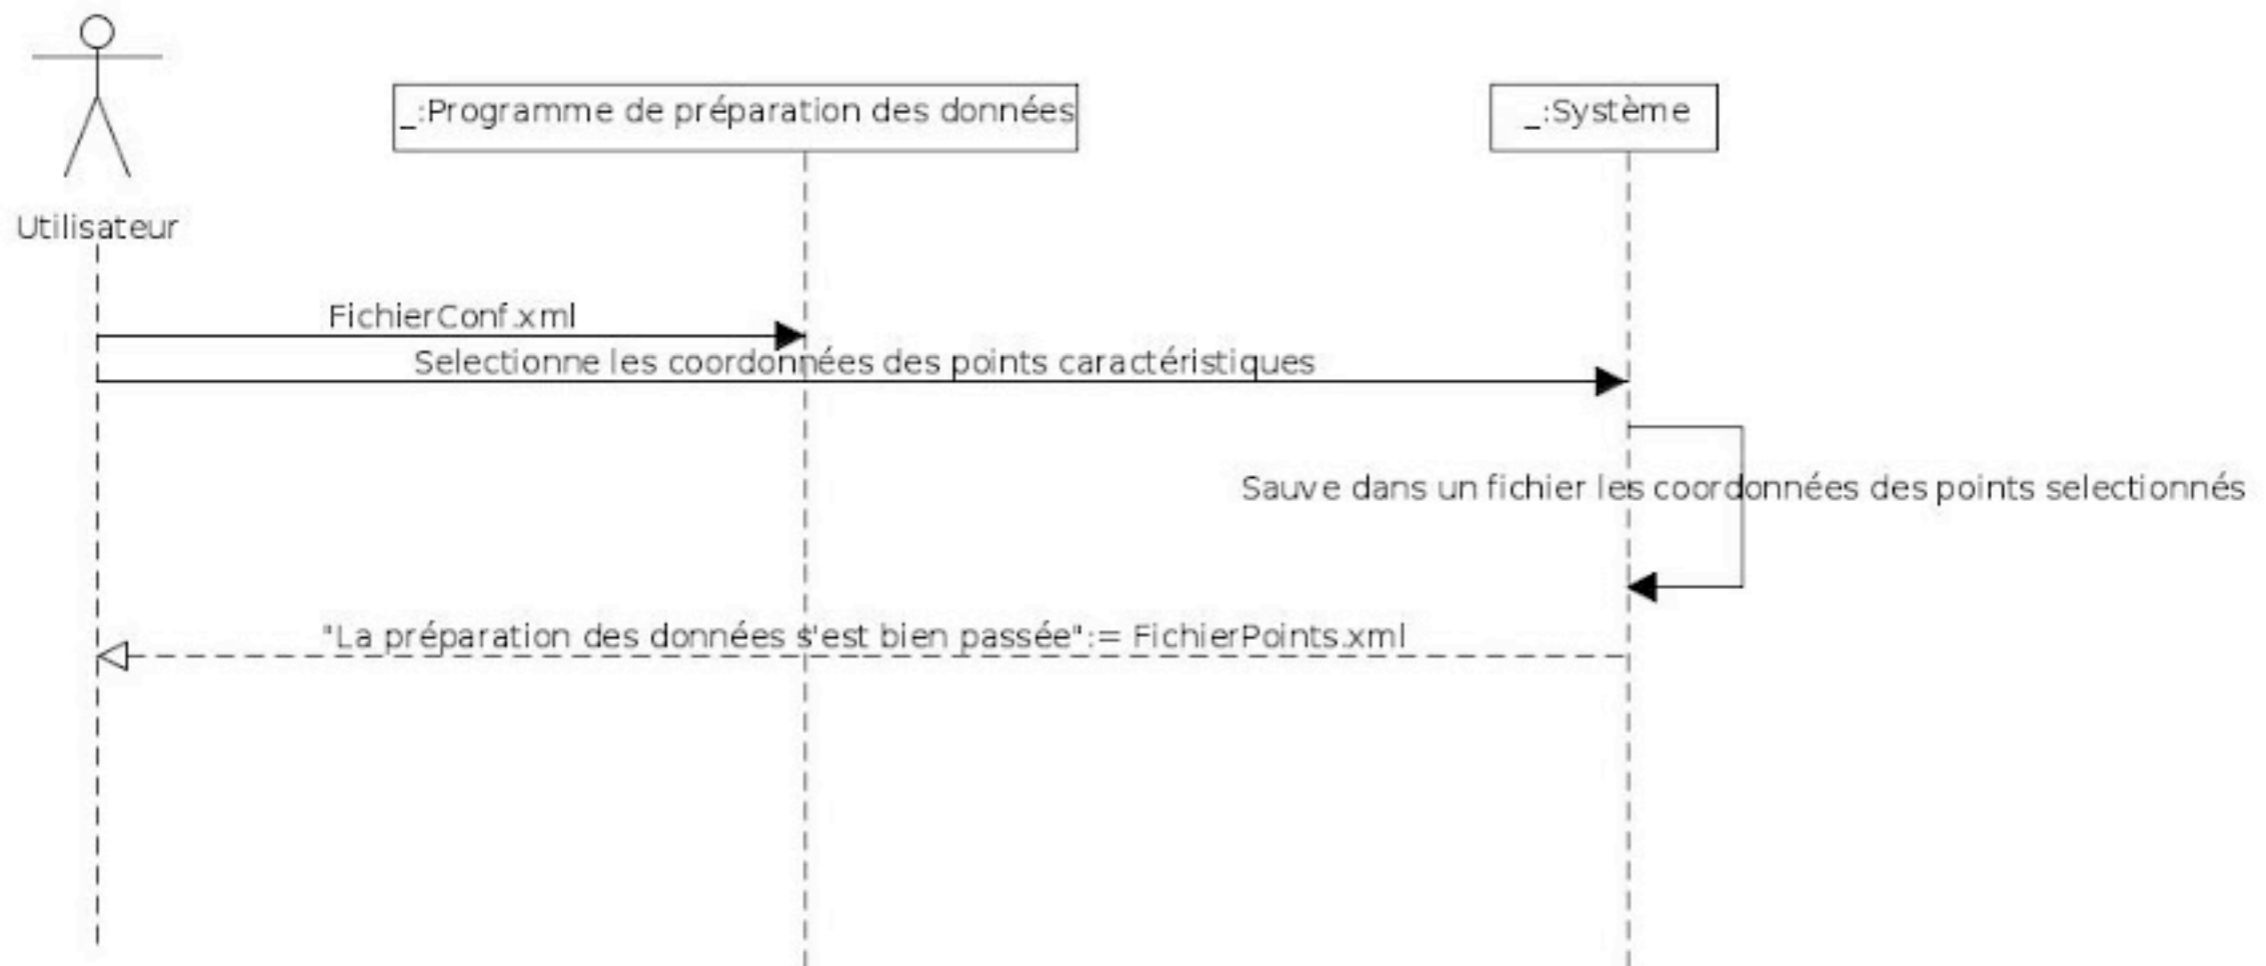 _:Programme de préparation des données
_:Système
Utilisateur
FichierConf.xml
Selectionne les coordonnées des points caractéristiques
Sauve dans un fichier les coordonnées des points selectionnés
"La préparation des données s'est bien passée":= FichierPoints.xml